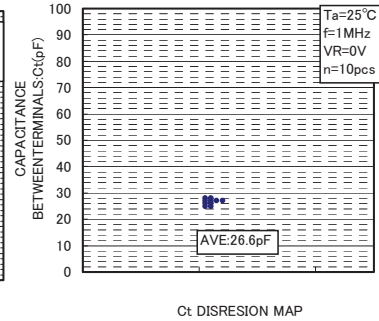 CAPACITANCE
BETWEENTERMINALS:Ct(pF)
100
90
80
70
60
50
40
30
20
10
0
Ta=25℃
f=1MHz
VR=0V
n=10pcs
AVE:26.6pF
Ct DISRESION MAP